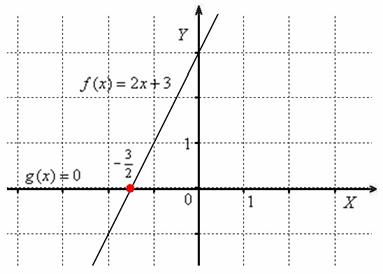 Y
f(x) = 2x+3
1
-3/2
g(x) = 0
0
1
X